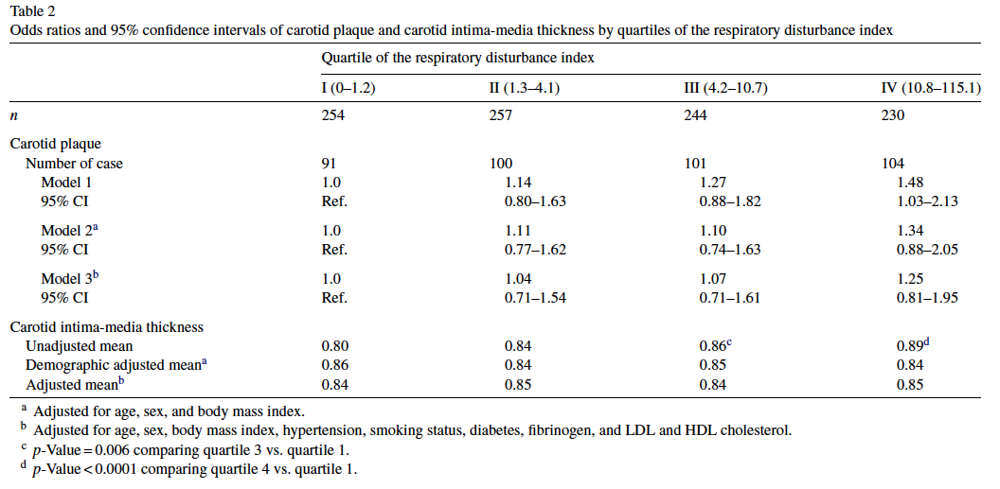 Table 2
Odds ratios and 95% confidence intervals of carotid plaque and carotid intima-media thickness by quartiles of the respiratory disturbance index
Quartile of the respiratory disturbance index
I (0–1.2) II (1.3–4.1) III (4.2–10.7) IV (10.8–115.1)
n 254 257 244 230
Carotid plaque
Number of case 91 100 101 104
Model 1 1.0 1.14 1.27 1.48
95% CI Ref. 0.80–1.63 0.88–1.82 1.03–2.13
Model 2a 1.0 1.11 1.10 1.34
95% CI Ref. 0.77–1.62 0.74–1.63 0.88–2.05
Model 3b 1.0 1.04 1.07 1.25
95% CI Ref. 0.71–1.54 0.71–1.61 0.81–1.95
Carotid intima-media thickness
Unadjusted mean 0.80 0.84 0.86c 0.89d
Demographic adjusted meana 0.86 0.84 0.85 0.84
Adjusted meanb 0.84 0.85 0.84 0.85
a Adjusted for age, sex, and body mass index.
b Adjusted for age, sex, body mass index, hypertension, smoking status, diabetes, fibrinogen, and LDL and HDL cholesterol.
c p-Value = 0.006 comparing quartile 3 vs. quartile 1.
d p-Value < 0.0001 comparing quartile 4 vs. quartile 1.